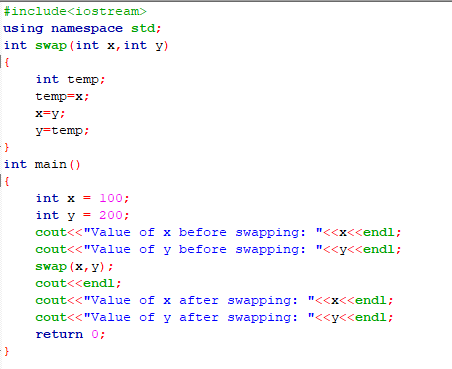 #include<iostream>
using namespace std;
int swap(int x,int y)
{
int temp;
temp=x;
x=y;
y=temp;
}
int main()
{
int x = 100;
int y = 200;
cout<<"Value of x before swapping: "<<x<<endl;
cout<<"Value of y before swapping: "<<y<<endl;
swap(x,y);
cout<<endl;
cout<<"Value of x after swapping: "<<x<<endl;
cout<<"Value of y after swapping: "<<y<<endl;
return 0;
}